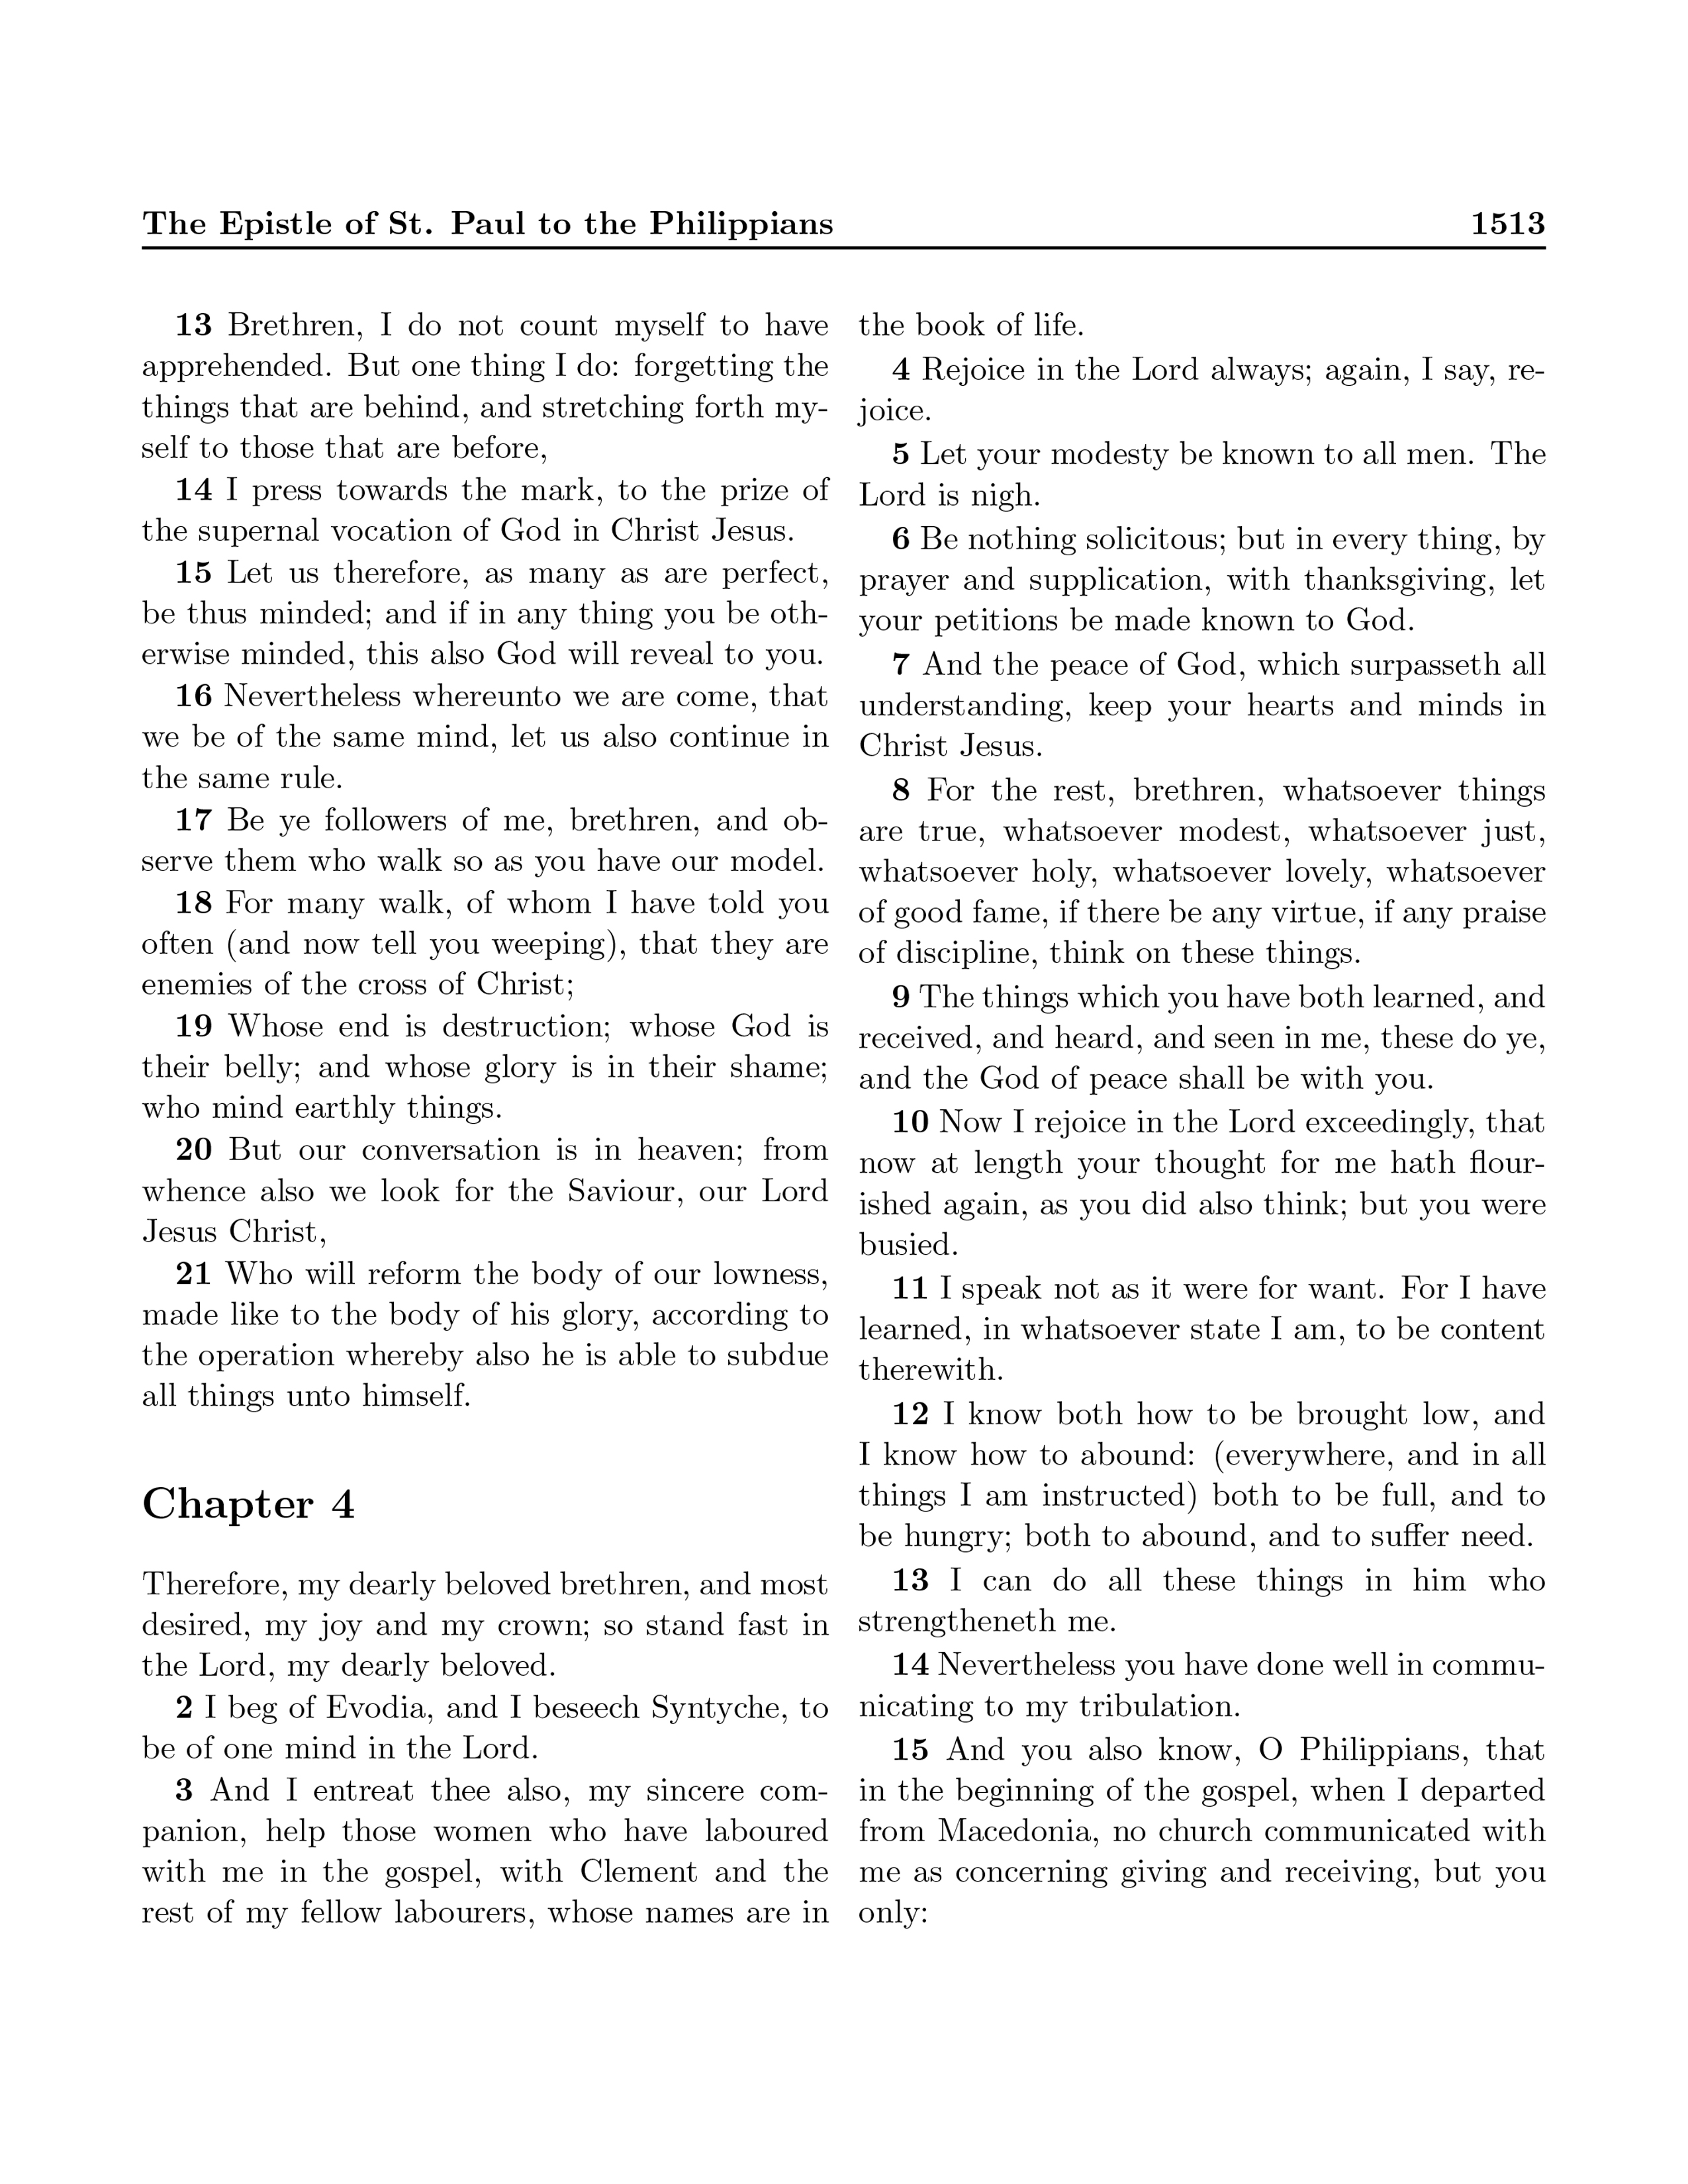 The Epistle of St. Paul to the Philippians 1513
13 Brethren, I do not count myself to have
apprehended. But one thing I do: forgetting the
things that are behind, and stretching forth my-
self to those that are before,
14 I press towards the mark, to the prize of
the supernal vocation of God in Christ Jesus.
15 Let us therefore, as many as are perfect,
be thus minded; and if in any thing you be oth-
erwise minded, this also God will reveal to you.
16 Nevertheless whereunto we are come, that
we be of the same mind, let us also continue in
the same rule.
17 Be ye followers of me, brethren, and ob-
serve them who walk so as you have our model.
18 For many walk, of whom I have told you
often (and now tell you weeping), that they are
enemies of the cross of Christ;
19 Whose end is destruction; whose God is
their belly; and whose glory is in their shame;
who mind earthly things.
20 But our conversation is in heaven; from
whence also we look for the Saviour, our Lord
Jesus Christ,
21 Who will reform the body of our lowness,
made like to the body of his glory, according to
the operation whereby also he is able to subdue
all things unto himself.
Chapter 4
Therefore, my dearly beloved brethren, and most
desired, my joy and my crown; so stand fast in
the Lord, my dearly beloved.
2 I beg of Evodia, and I beseech Syntyche, to
be of one mind in the Lord.
3 And I entreat thee also, my sincere com-
panion, help those women who have laboured
with me in the gospel, with Clement and the
rest of my fellow labourers, whose names are in
the book of life.
4 Rejoice in the Lord always; again, I say, re-
joice.
5 Let your modesty be known to all men. The
Lord is nigh.
6 Be nothing solicitous; but in every thing, by
prayer and supplication, with thanksgiving, let
your petitions be made known to God.
7 And the peace of God, which surpasseth all
understanding, keep your hearts and minds in
Christ Jesus.
8 For the rest, brethren, whatsoever things
are true, whatsoever modest, whatsoever just,
whatsoever holy, whatsoever lovely, whatsoever
of good fame, if there be any virtue, if any praise
of discipline, think on these things.
9 The things which you have both learned, and
received, and heard, and seen in me, these do ye,
and the God of peace shall be with you.
10 Now I rejoice in the Lord exceedingly, that
now at length your thought for me hath flour-
ished again, as you did also think; but you were
busied.
11 I speak not as it were for want. For I have
learned, in whatsoever state I am, to be content
therewith.
12 I know both how to be brought low, and
I know how to abound: (everywhere, and in all
things I am instructed) both to be full, and to
be hungry; both to abound, and to suffer need.
13 I can do all these things in him who
strengtheneth me.
14 Nevertheless you have done well in commu-
nicating to my tribulation.
15 And you also know, O Philippians, that
in the beginning of the gospel, when I departed
from Macedonia, no church communicated with
me as concerning giving and receiving, but you
only: